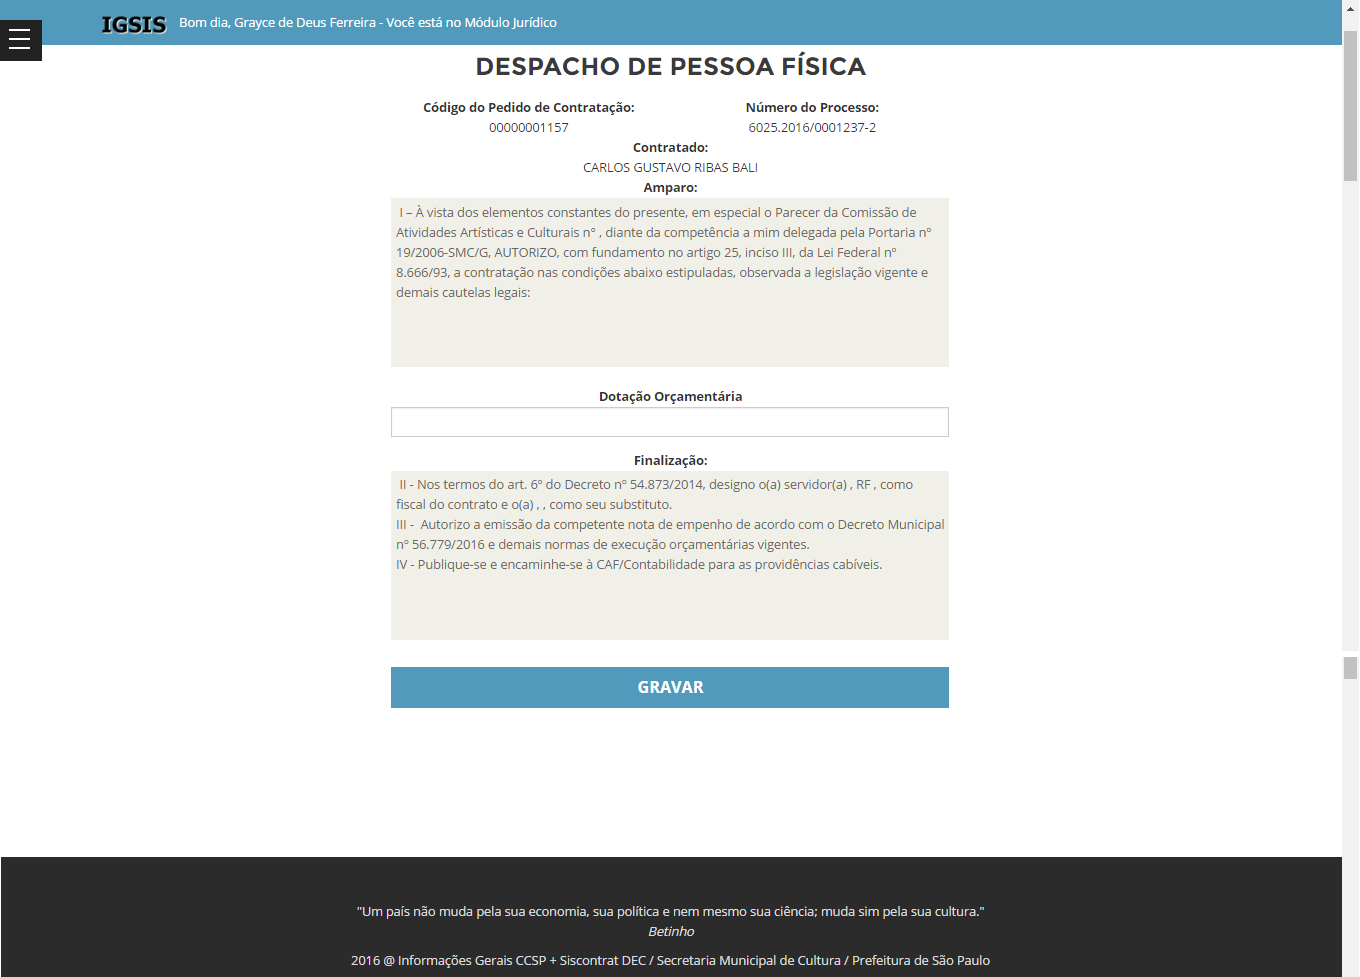 IGSIS
Bom dia, Grayce de Deus Ferreira - Você está no Módulo Jurídico
DESPACHO DE PESSOA FÍSICA
Código do Pedido de Contratação:
Número do Processo:
00000001157
6025.2016/0001237-2
Contratado:
CARLOS GUSTAVO RIBAS BALI
Amparo:
I – À vista dos elementos constantes do presente, em especial o Parecer da Comissão de
Atividades Artísticas e Culturais nº , diante da competência a mim delegada pela Portaria nº
19/2006-SMC/G, AUTORIZO, com fundamento no artigo 25, inciso III, da Lei Federal nº
8.666/93, a contratação nas condições abaixo estipuladas, observada a legislação vigente e
demais cautelas legais:
Dotação Orçamentária
Finalização:
II - Nos termos do art. 6º do Decreto nº 54.873/2014, designo o(a) servidor(a) , RF , como
fiscal do contrato e o(a) , , como seu substituto.
III -  Autorizo a emissão da competente nota de empenho de acordo com o Decreto Municipal
nº 56.779/2016 e demais normas de execução orçamentárias vigentes.
IV - Publique-se e encaminhe-se à CAF/Contabilidade para as providências cabíveis.
GRAVAR
"Um país não muda pela sua economia, sua política e nem mesmo sua ciência; muda sim pela sua cultura."
Betinho
2016 @ Informações Gerais CCSP + Siscontrat DEC / Secretaria Municipal de Cultura / Prefeitura de São Paulo